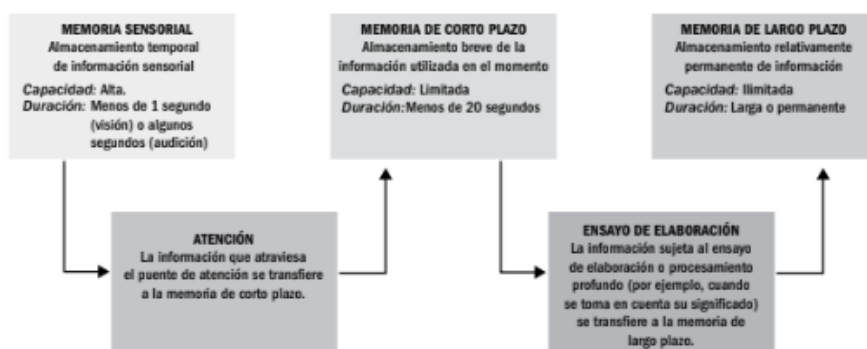 MEMORIA SENSORIAL
Almacenamiento temporal
de información sensorial
Capacidad: Alta.
Duración: Menos de 1 segundo
(visión) o algunos
segundos (audición)
MEMORIA DE CORTO PLAZO
Almacenamiento breve de la
información utilizada en el momento
Capacidad: Limitada
Duración: Menos de 20 segundos
MEMORIA DE LARGO PLAZO
Almacenamiento relativamente
permanente de información
Capacidad: Ilimitada
Duración: Larga o permanente
ATENCIÓN
La información que atraviesa
el puente de atención se transfiere
a la memoria de corto plazo.
ENSAYO DE ELABORACIÓN
La información sujeta al ensayo
de elaboración o procesamiento
profundo (por ejemplo, cuando
se toma en cuenta su significado)
se transfiere a la memoria de
largo plazo.